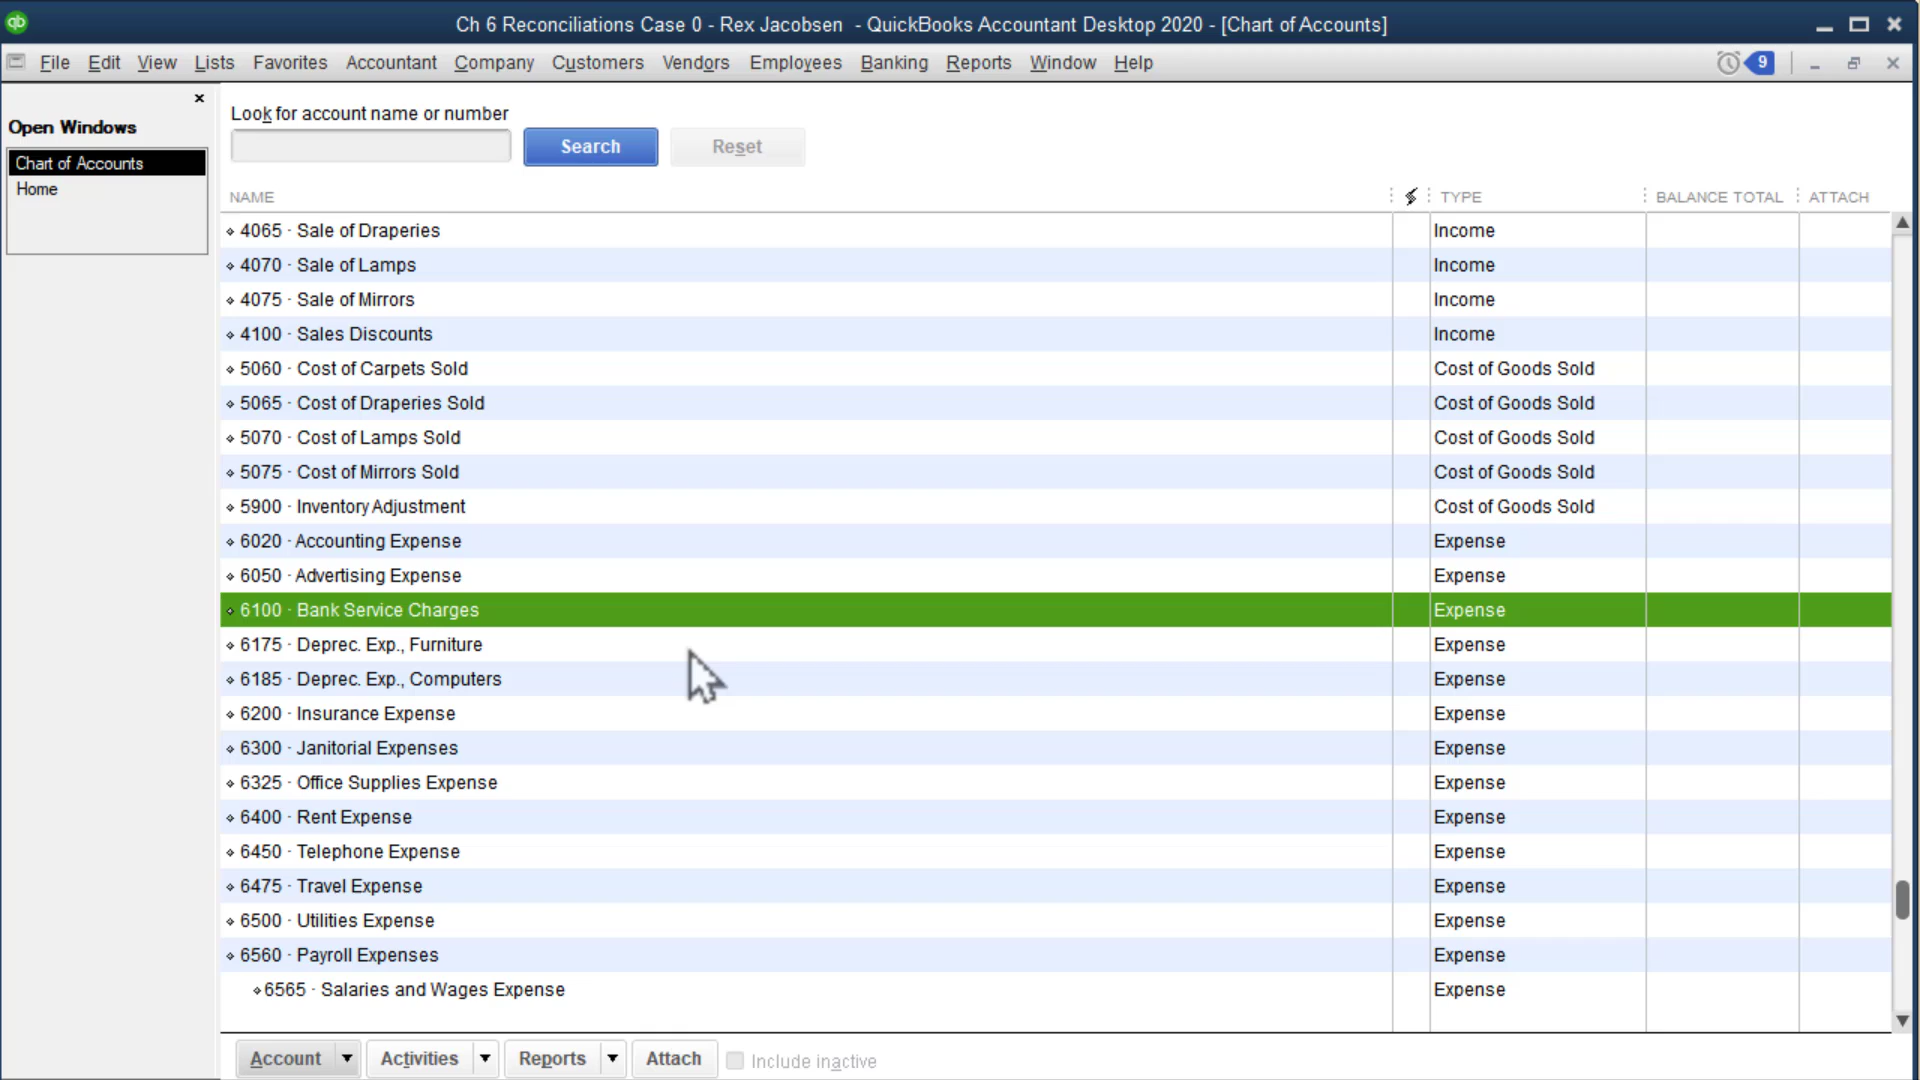 qb
Ch 6 Reconciliations Case 0 - Rex Jacobsen - QuickBooks Accountant Desktop 2020 - [Chart of Accounts]
File Edit View Lists Favorites Accountant Company Customers Vendors Employees Banking Reports Window Help 9
Open Windows
Chart of Accounts
Home
Look for account name or number
Search Reset
NAME TYPE BALANCE TOTAL ATTACH
4065 · Sale of Draperies Income
4070 · Sale of Lamps Income
4075 · Sale of Mirrors Income
4100 · Sales Discounts Income
5060 · Cost of Carpets Sold Cost of Goods Sold
5065 · Cost of Draperies Sold Cost of Goods Sold
5070 · Cost of Lamps Sold Cost of Goods Sold
5075 · Cost of Mirrors Sold Cost of Goods Sold
5900 · Inventory Adjustment Cost of Goods Sold
6020 · Accounting Expense Expense
6050 · Advertising Expense Expense
6100 · Bank Service Charges Expense
6175 · Deprec. Exp., Furniture Expense
6185 · Deprec. Exp., Computers Expense
6200 · Insurance Expense Expense
6300 · Janitorial Expenses Expense
6325 · Office Supplies Expense Expense
6400 · Rent Expense Expense
6450 · Telephone Expense Expense
6475 · Travel Expense Expense
6500 · Utilities Expense Expense
6560 · Payroll Expenses Expense
6565 · Salaries and Wages Expense Expense
Account Activities Reports Attach Include inactive